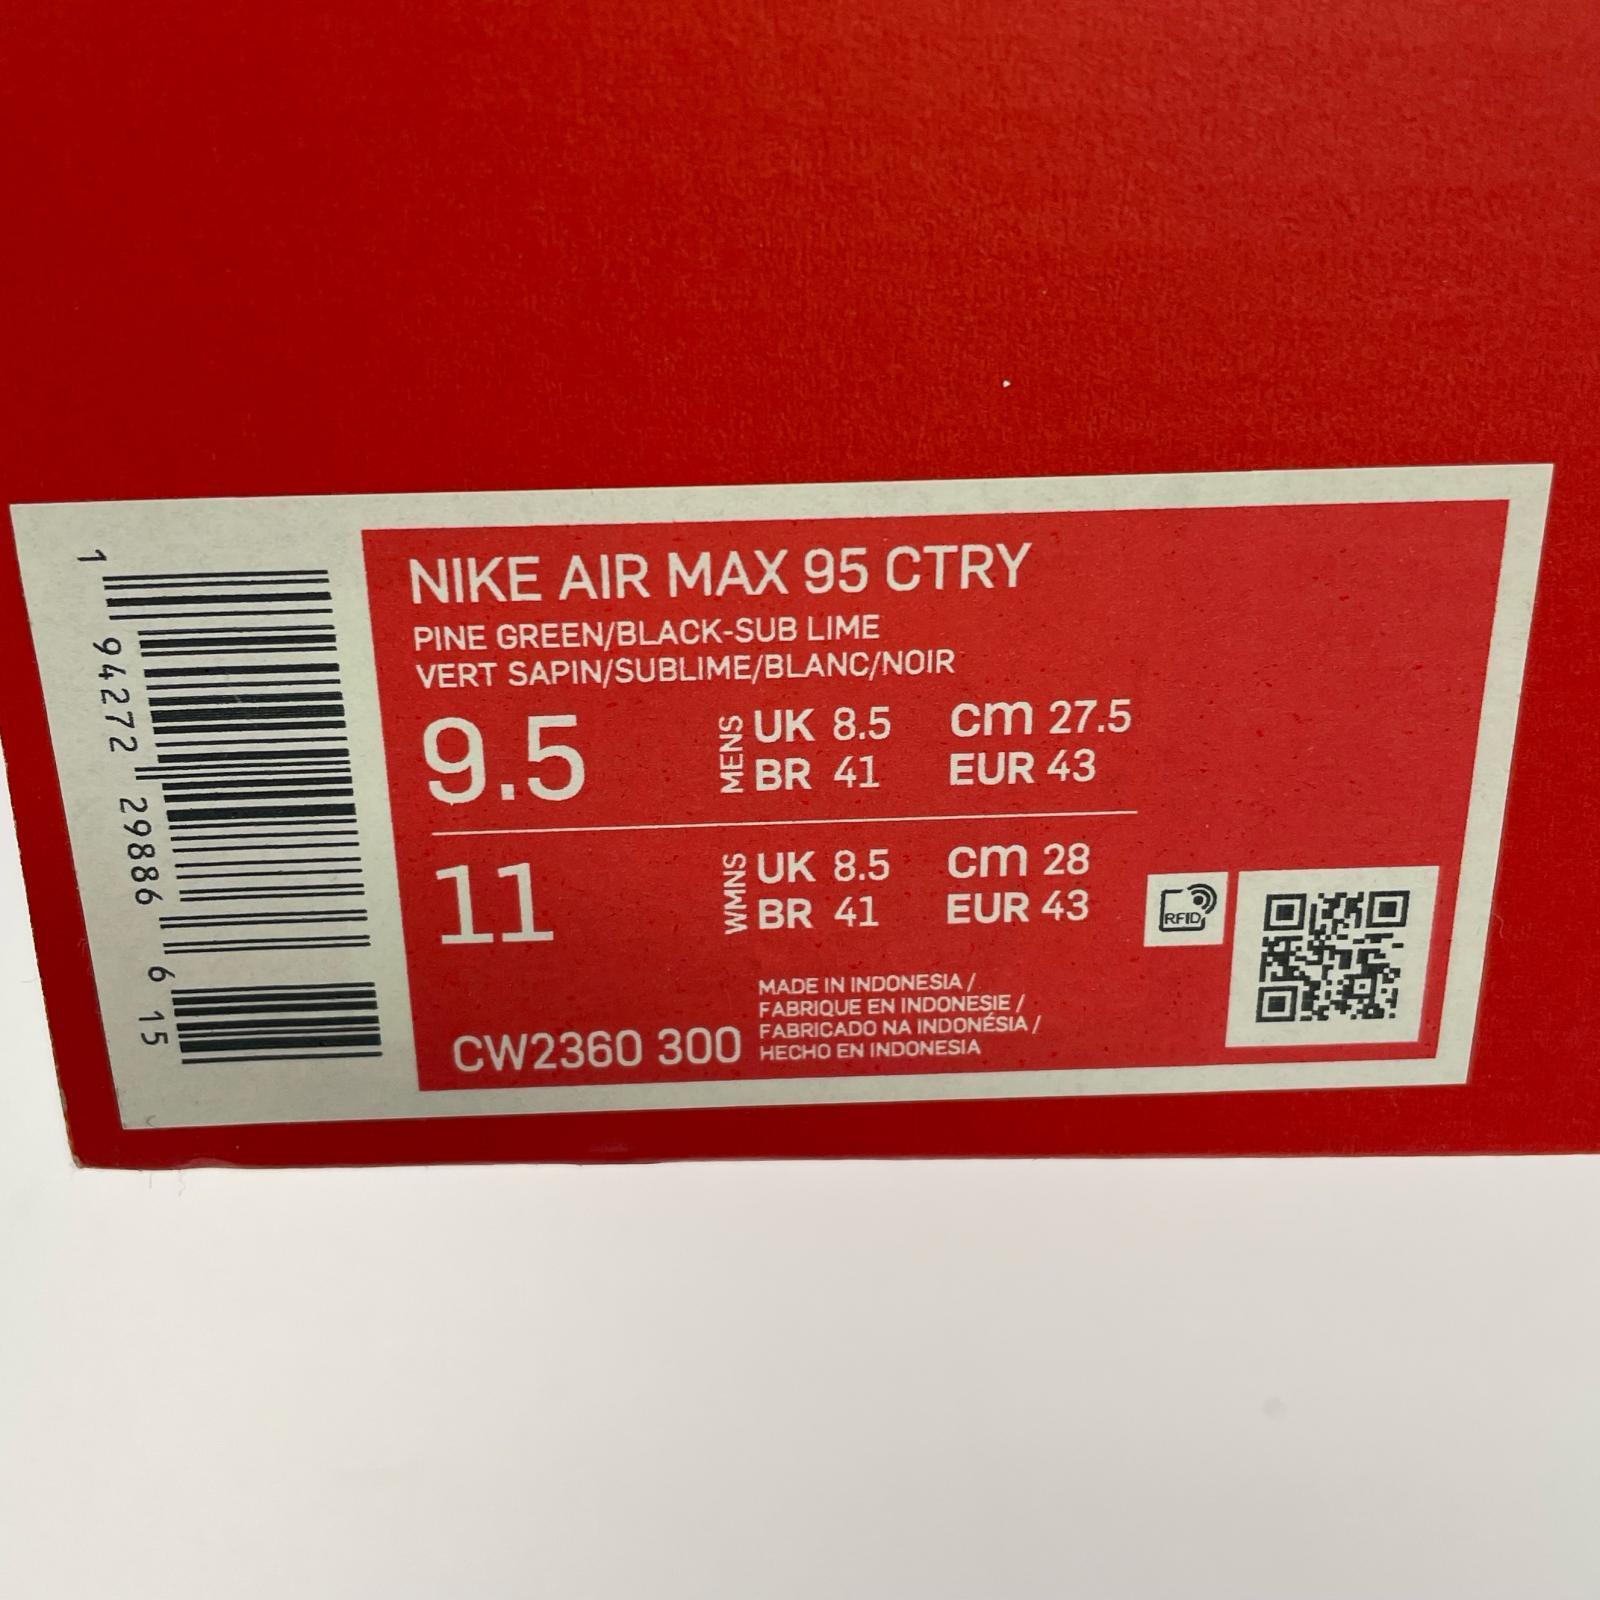 NIKE AIR MAX 95 CTRY
PINE GREEN/BLACK-SUB LIME
VERT SAPIN/SUBLIME/BLANC/NOIR
9.5 MENS UK 8.5 cm 27.5
BR 41 EUR 43
11 WMNS UK 8.5 cm 28
BR 41 EUR 43
RFID
CW2360 300
MADE IN INDONESIA /
FABRIQUE EN INDONESIE /
FABRICADO NA INDONÉSIA /
HECHO EN INDONESIA
1 94272 29886 6 15